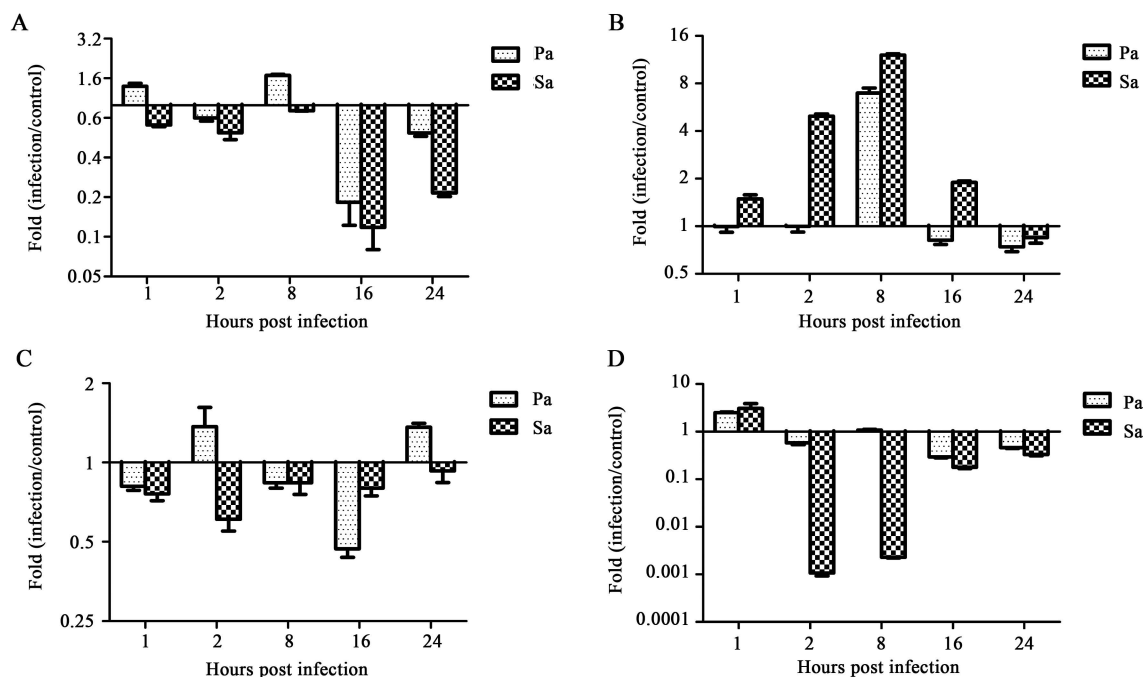 A
Fold (infection/control)
3.2
1.6
0.6
0.4
0.2
0.1
0.05
1 2 8 16 24
Hours post infection
Pa
Sa
B
Fold (infection/control)
16
8
4
2
1
0.5
1 2 8 16 24
Hours post infection
Pa
Sa
C
Fold (infection/control)
2
1
0.5
0.25
1 2 8 16 24
Hours post infection
Pa
Sa
D
Fold (infection/control)
10
1
0.1
0.01
0.001
0.0001
1 2 8 16 24
Hours post infection
Pa
Sa